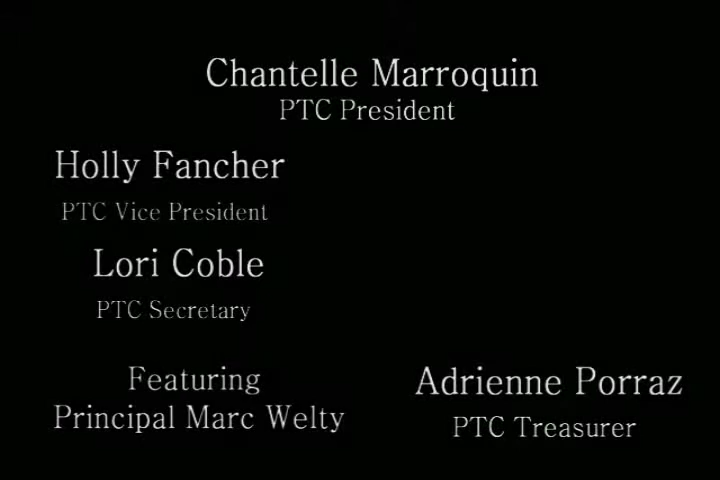 Chantelle Marroquin
PTC President
Holly Fancher
PTC Vice President
Lori Coble
PTC Secretary
Featuring
Principal Marc Welty
Adrienne Porraz
PTC Treasurer